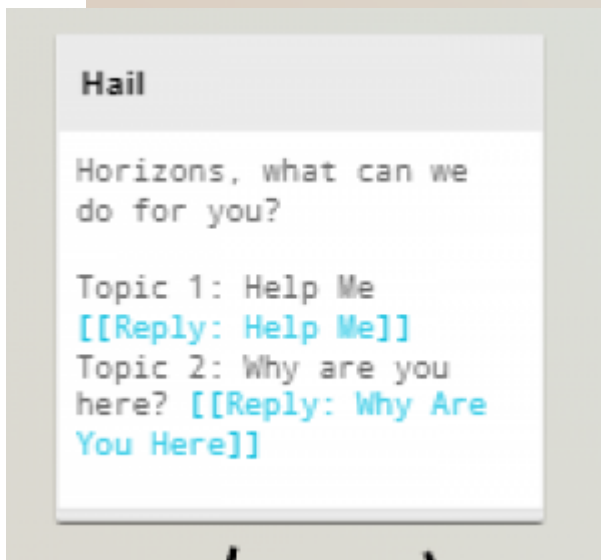 Hail
Horizons, what can we
do for you?
Topic 1: Help Me
[[Reply: Help Me]]
Topic 2: Why are you
here? [[Reply: Why Are
You Here]]